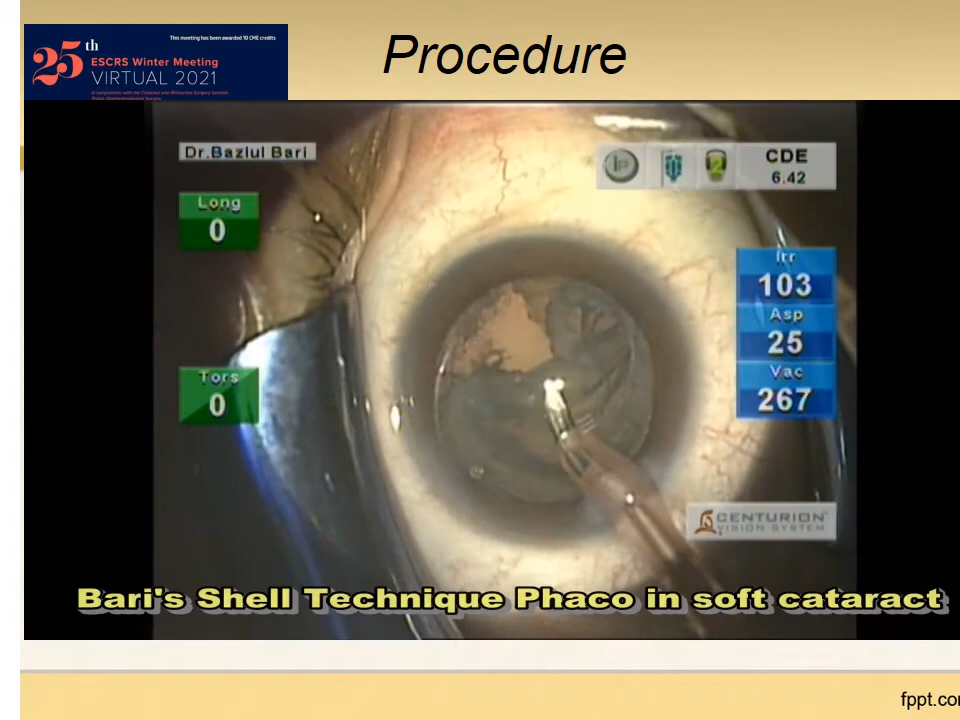 25th
This meeting has been awarded 10 CME credits
ESCRS Winter Meeting
VIRTUAL 2021
Procedure
Dr.Bazlul Bari
CDE
6.42
Long
0
Irr
103
Asp
25
Vac
267
Tors
0
CENTURION
VISION SYSTEM
Bari's Shell Technique Phaco in soft cataract